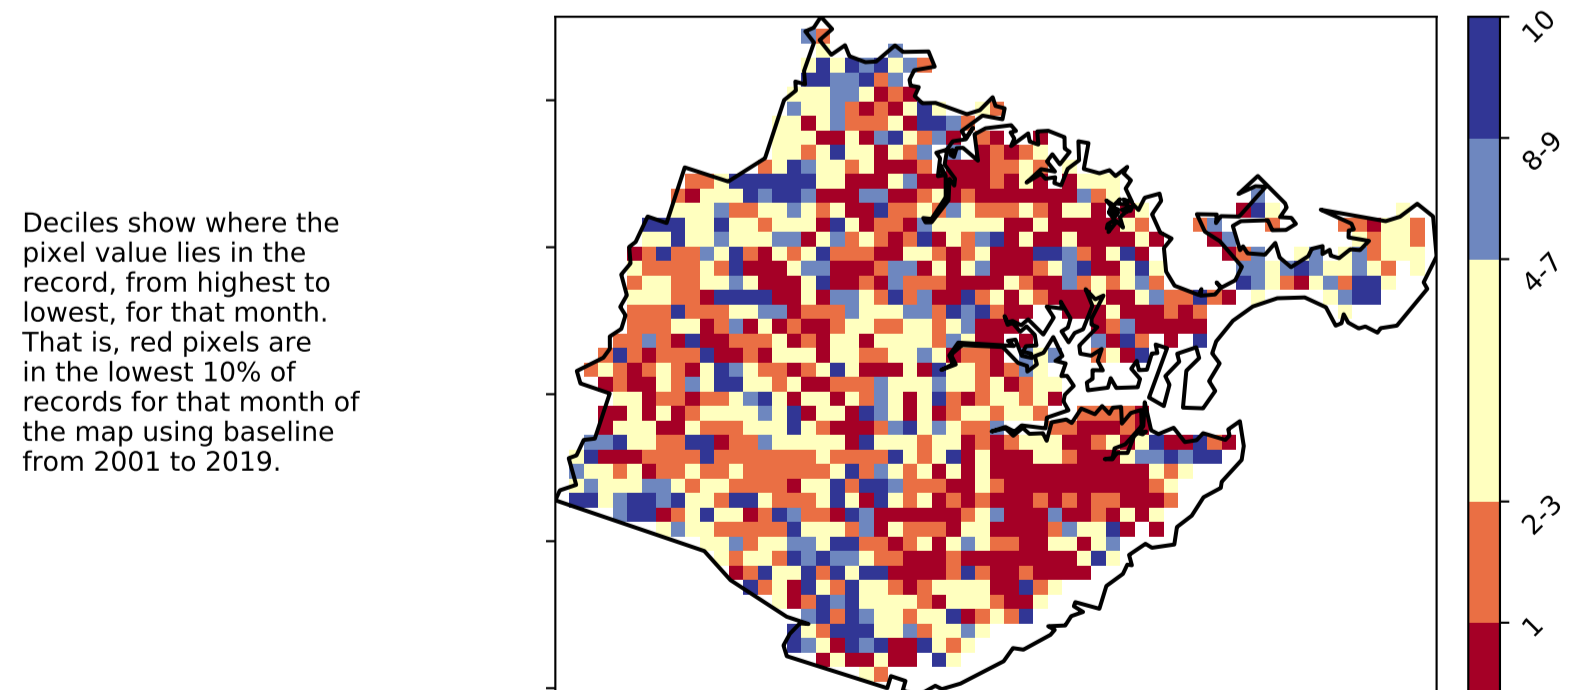 Deciles show where the
pixel value lies in the
record, from highest to
lowest, for that month.
That is, red pixels are
in the lowest 10% of
records for that month of
the map using baseline
from 2001 to 2019.
10
8-9
4-7
2-3
1